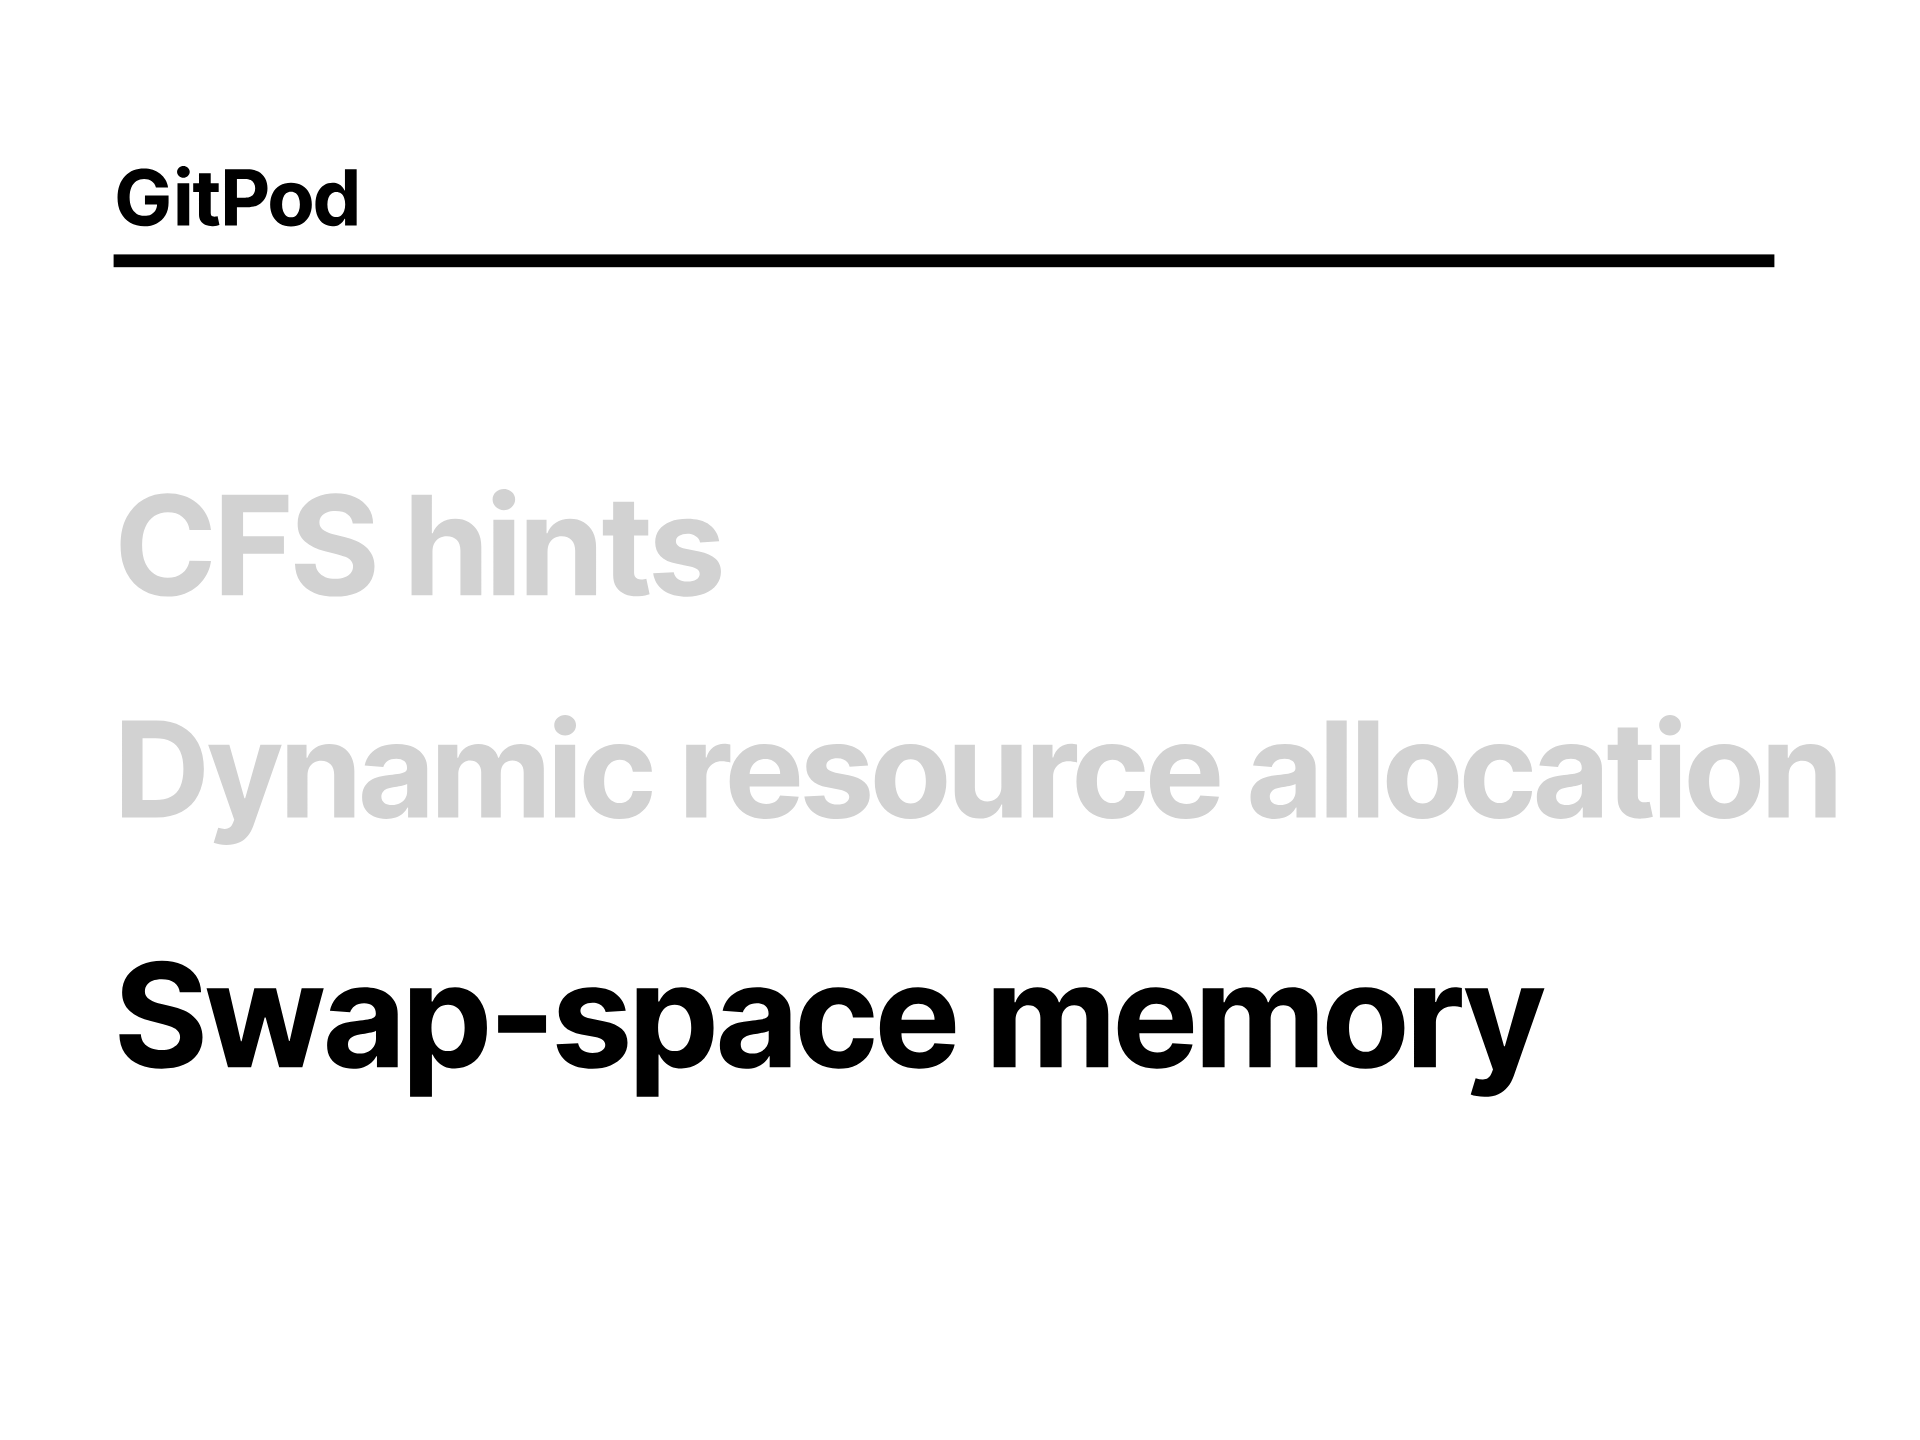 GitPod
CFS hints
Dynamic resource allocation
Swap-space memory